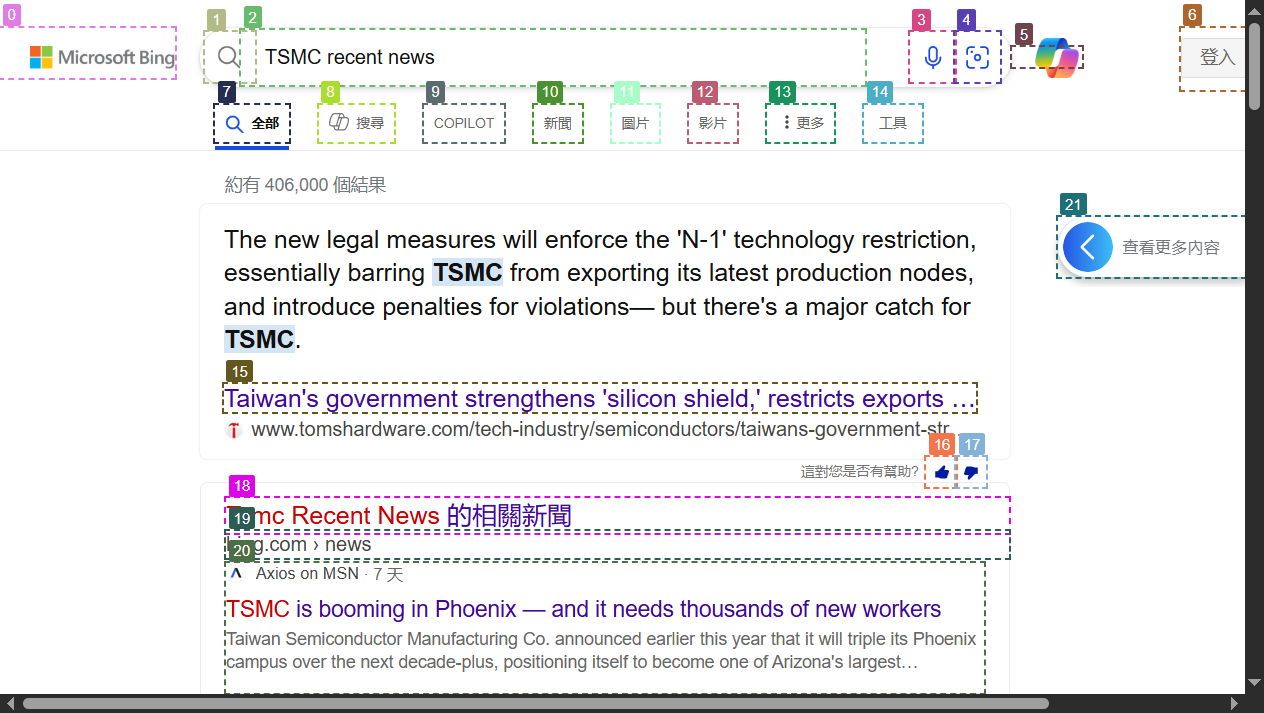 0
1
2
3
4
5
6
Microsoft Bing
TSMC recent news
登入
7
8
9
10
11
12
13
14
全部
搜尋
COPILOT
新聞
圖片
影片
更多
工具
約有 406,000 個結果
21
查看更多內容
The new legal measures will enforce the 'N-1' technology restriction,
essentially barring TSMC from exporting its latest production nodes,
and introduce penalties for violations— but there's a major catch for
TSMC.
15
Taiwan's government strengthens 'silicon shield,' restricts exports …
www.tomshardware.com/tech-industry/semiconductors/taiwans-government-str…
16
17
這對您是否有幫助?
18
Recent News 的相關新聞
19
› news
20
Axios on MSN · 7 天
TSMC is booming in Phoenix — and it needs thousands of new workers
Taiwan Semiconductor Manufacturing Co. announced earlier this year that it will triple its Phoenix
campus over the next decade-plus, positioning itself to become one of Arizona's largest…